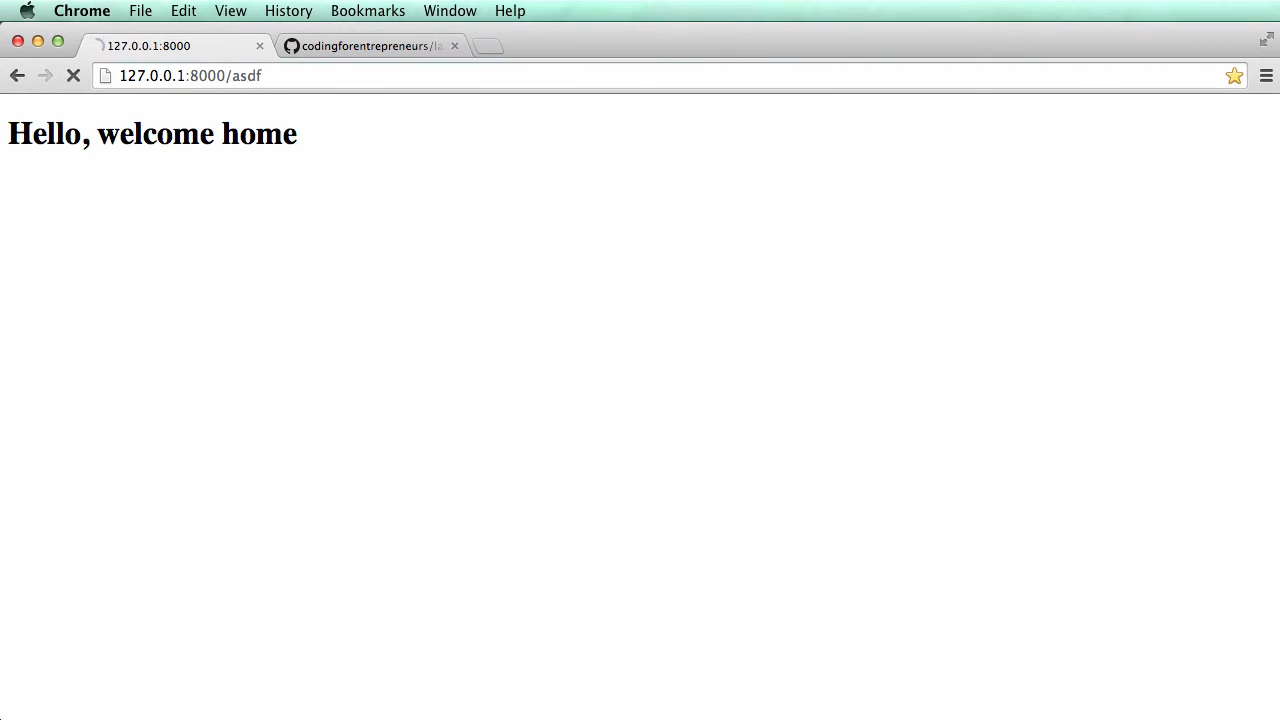 Chrome File Edit View History Bookmarks Window Help
127.0.0.1:8000 codingforentrepreneurs/la
127.0.0.1:8000/asdf
Hello, welcome home